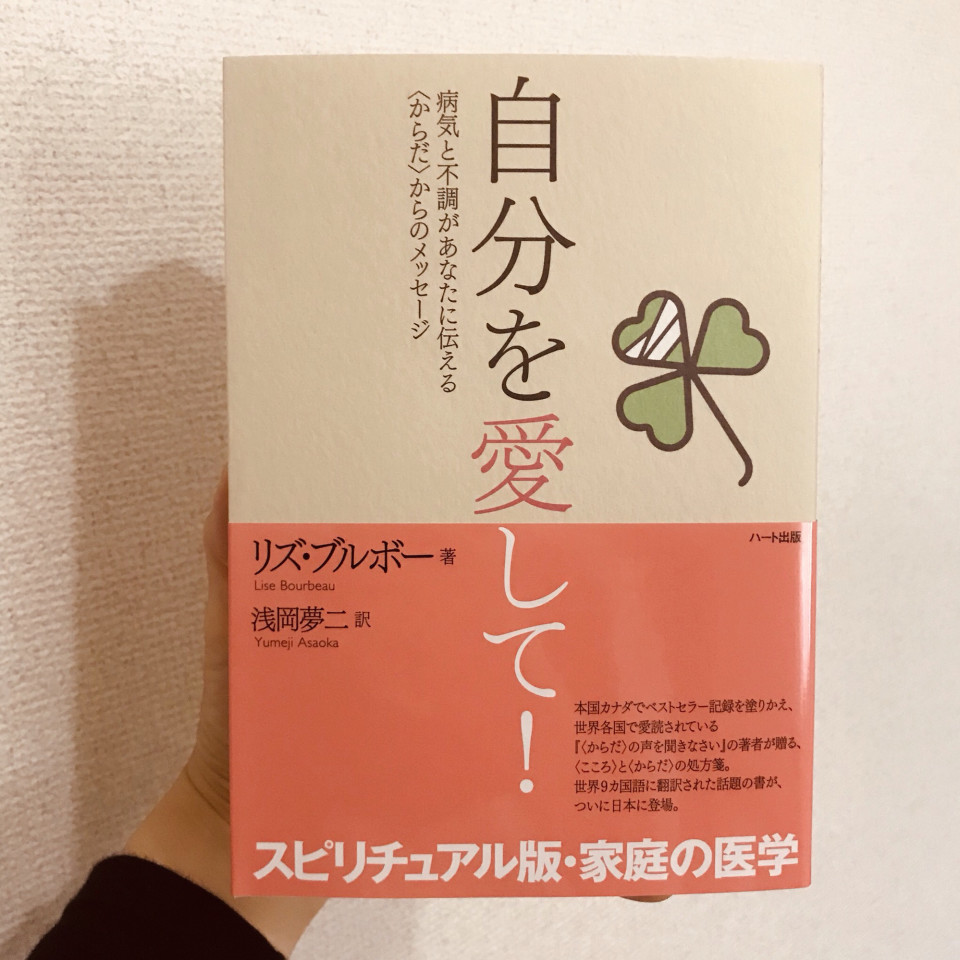 自分を愛して！
病気と不調があなたに伝える
〈からだ〉からのメッセージ
ハート出版
リズ・ブルボー 著
Lise Bourbeau
浅岡夢二 訳
Yumeji Asaoka
本国カナダでベストセラー記録を塗りかえ、
世界各国で愛読されている
『〈からだ〉の声を聞きなさい』の著者が贈る、
〈こころ〉と〈からだ〉の処方箋。
世界9カ国語に翻訳された話題の書が、
ついに日本に登場。
スピリチュアル版・家庭の医学